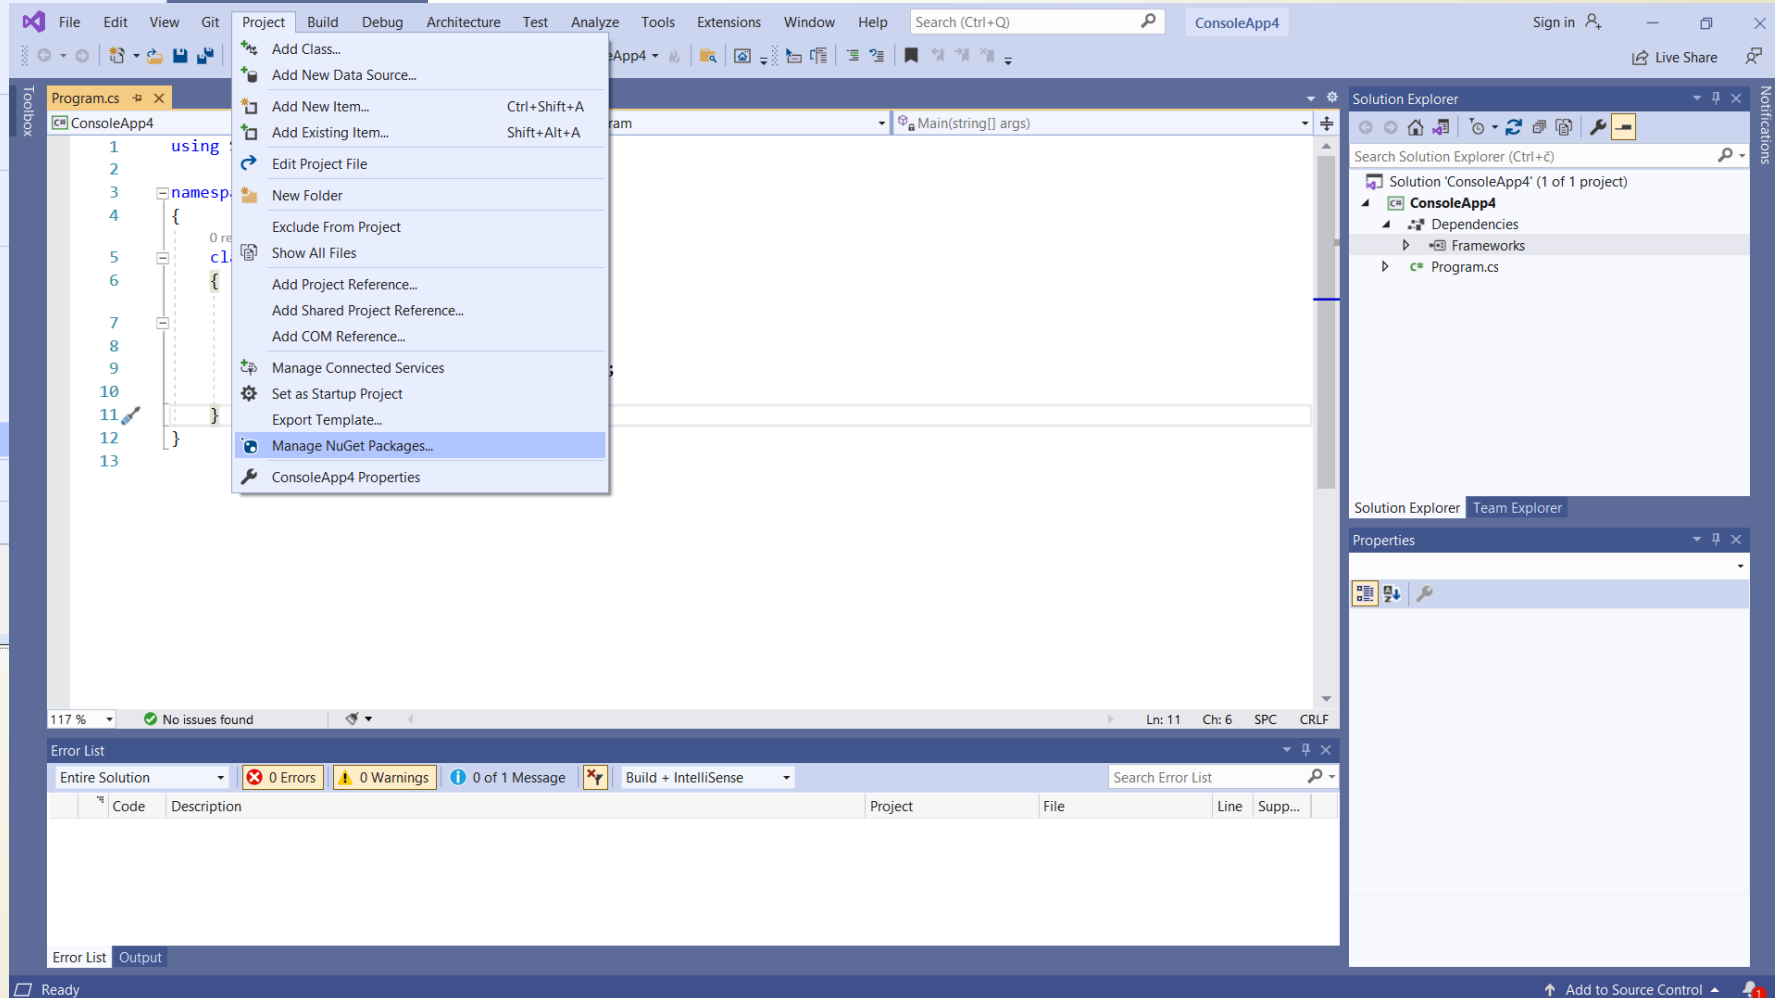 File Edit View Git Project Build Debug Architecture Test Analyze Tools Extensions Window Help Search (Ctrl+Q) ConsoleApp4 Sign in
Live Share
Toolbox
Program.cs
ConsoleApp4
Main(string[] args)
1 using
2
3 namesp
4 {
5
6 {
7
8
9 ;
10
11 }
12 }
13
Add Class...
Add New Data Source...
Add New Item... Ctrl+Shift+A
Add Existing Item... Shift+Alt+A
Edit Project File
New Folder
Exclude From Project
Show All Files
Add Project Reference...
Add Shared Project Reference...
Add COM Reference...
Manage Connected Services
Set as Startup Project
Export Template...
Manage NuGet Packages...
ConsoleApp4 Properties
117 % No issues found Ln: 11 Ch: 6 SPC CRLF
Error List
Entire Solution 0 Errors 0 Warnings 0 of 1 Message Build + IntelliSense Search Error List
Code Description Project File Line Supp...
Error List Output
Solution Explorer
Search Solution Explorer (Ctrl+č)
Solution 'ConsoleApp4' (1 of 1 project)
ConsoleApp4
Dependencies
Frameworks
C# Program.cs
Solution Explorer Team Explorer
Properties
Notifications
Ready Add to Source Control 1